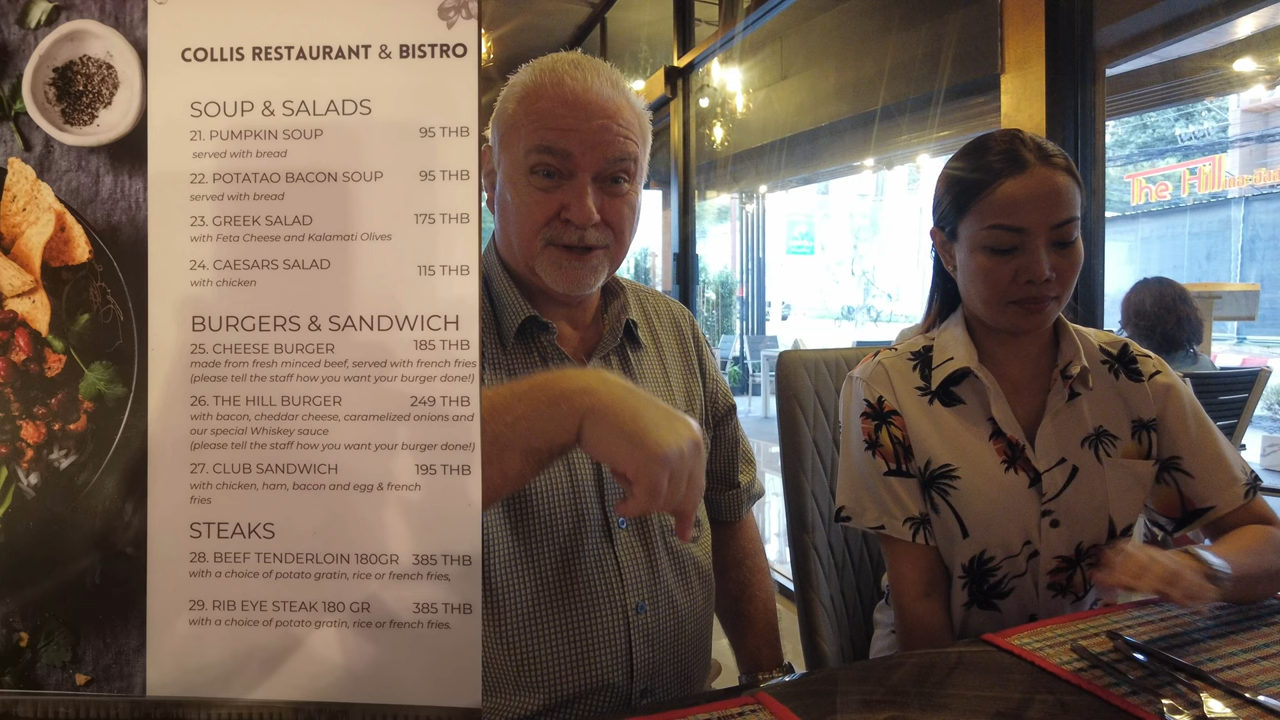 COLLIS RESTAURANT & BISTRO
SOUP & SALADS
21. PUMPKIN SOUP 95 THB
served with bread
22. POTATAO BACON SOUP 95 THB
served with bread
23. GREEK SALAD 175 THB
with Feta Cheese and Kalamati Olives
24. CAESARS SALAD 115 THB
with chicken
BURGERS & SANDWICH
25. CHEESE BURGER 185 THB
made from fresh minced beef, served with french fries
(please tell the staff how you want your burger done!)
26. THE HILL BURGER 249 THB
with bacon, cheddar cheese, caramelized onions and
our special Whiskey sauce
(please tell the staff how you want your burger done!)
27. CLUB SANDWICH 195 THB
with chicken, ham, bacon and egg & french
fries
STEAKS
28. BEEF TENDERLOIN 180GR 385 THB
with a choice of potato gratin, rice or french fries,
29. RIB EYE STEAK 180 GR 385 THB
with a choice of potato gratin, rice or french fries.
The Hill